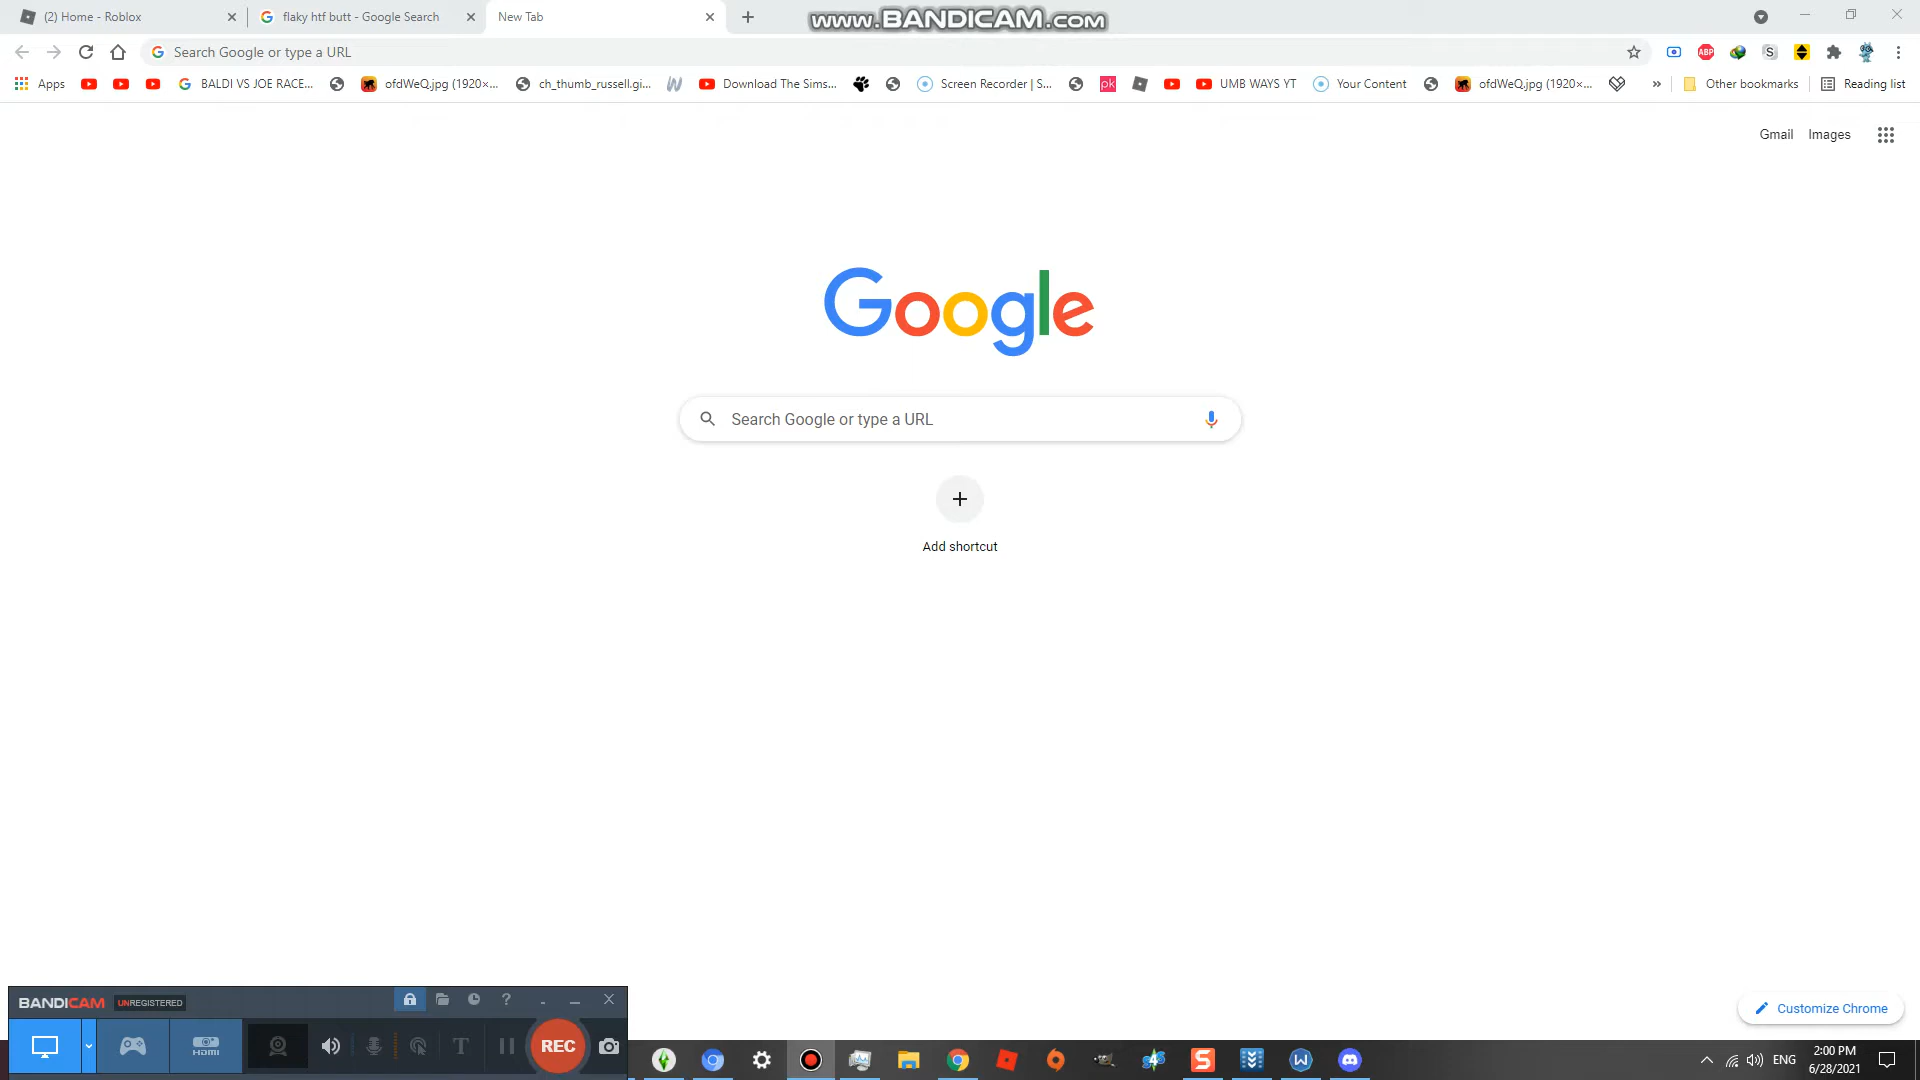 (2) Home - Roblox
flaky htf butt - Google Search
New Tab
www.BANDICAM.com
Search Google or type a URL
ABP
S
Apps
BALDI VS JOE RACE...
ofdWeQ.jpg (1920×...
ch_thumb_russell.gi...
Download The Sims...
Screen Recorder | S...
pk
UMB WAYS YT
Your Content
ofdWeQ.jpg (1920×...
»
Other bookmarks
Reading list
Gmail
Images
Google
Search Google or type a URL
Add shortcut
Customize Chrome
BANDICAM
UNREGISTERED
?
HDMI
T
REC
S
W
ENG
2:00 PM
6/28/2021